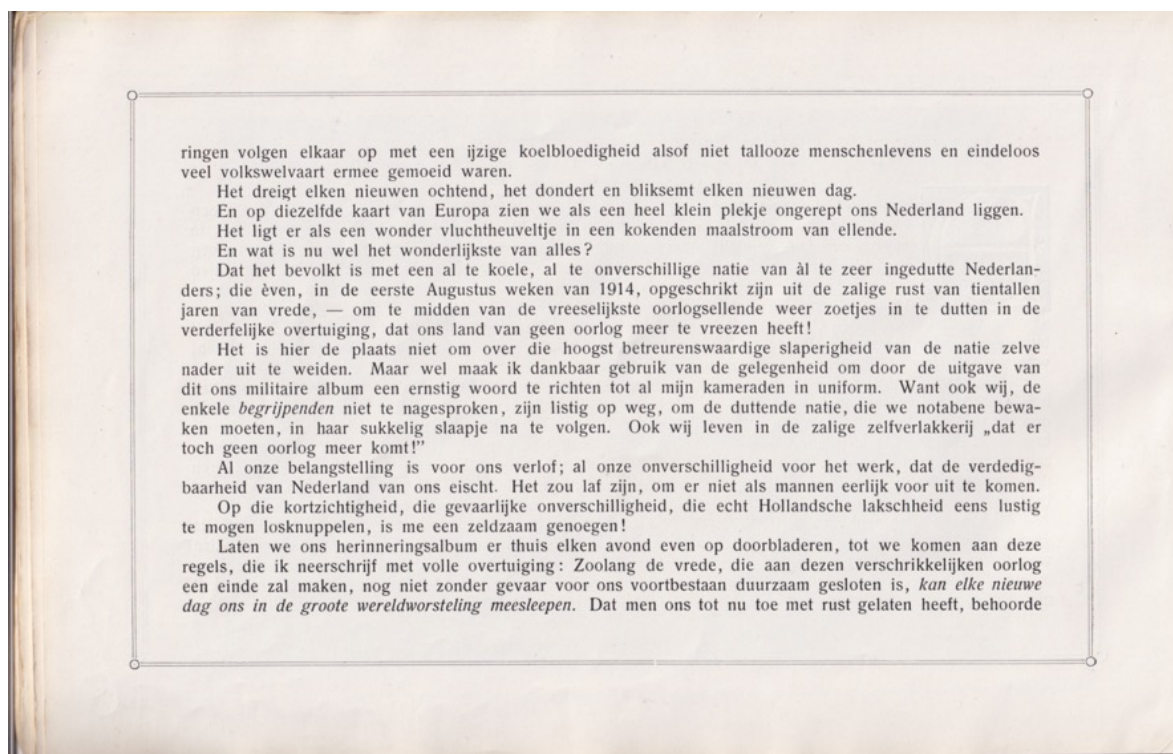 ringen volgen elkaar op met een ijzige koelbloedigheid alsof niet tallooze menschenlevens en eindeloos
veel volkswelvaart ermee gemoeid waren.
Het dreigt elken nieuwen ochtend, het dondert en bliksemt elken nieuwen dag.
En op diezelfde kaart van Europa zien we als een heel klein plekje ongerept ons Nederland liggen.
Het ligt er als een wonder vluchtheuveltje in een kokenden maalstroom van ellende.
En wat is nu wel het wonderlijkste van alles?
Dat het bevolkt is met een al te koele, al te onverschillige natie van àl te zeer ingedutte Nederlan-
ders; die èven, in de eerste Augustus weken van 1914, opgeschrikt zijn uit de zalige rust van tientallen
jaren van vrede, — om te midden van de vreeselijkste oorlogsellende weer zoetjes in te dutten in de
verderfelijke overtuiging, dat ons land van geen oorlog meer te vreezen heeft!
Het is hier de plaats niet om over die hoogst betreurenswaardige slaperigheid van de natie zelve
nader uit te weiden. Maar wel maak ik dankbaar gebruik van de gelegenheid om door de uitgave van
dit ons militaire album een ernstig woord te richten tot al mijn kameraden in uniform. Want ook wij, de
enkele begrijpenden niet te nagesproken, zijn listig op weg, om de duttende natie, die we notabene bewa-
ken moeten, in haar sukkelig slaapje na te volgen. Ook wij leven in de zalige zelfverlakkerij „dat er
toch geen oorlog meer komt!”
Al onze belangstelling is voor ons verlof; al onze onverschilligheid voor het werk, dat de verdedig-
baarheid van Nederland van ons eischt. Het zou laf zijn, om er niet als mannen eerlijk voor uit te komen.
Op die kortzichtigheid, die gevaarlijke onverschilligheid, die echt Hollandsche lakschheid eens lustig
te mogen losknuppelen, is me een zeldzaam genoegen!
Laten we ons herinneringsalbum er thuis elken avond even op doorbladeren, tot we komen aan deze
regels, die ik neerschrijf met volle overtuiging: Zoolang de vrede, die aan dezen verschrikkelijken oorlog
een einde zal maken, nog niet zonder gevaar voor ons voortbestaan duurzaam gesloten is, kan elke nieuwe
dag ons in de groote wereldworsteling meesleepen. Dat men ons tot nu toe met rust gelaten heeft, behoorde